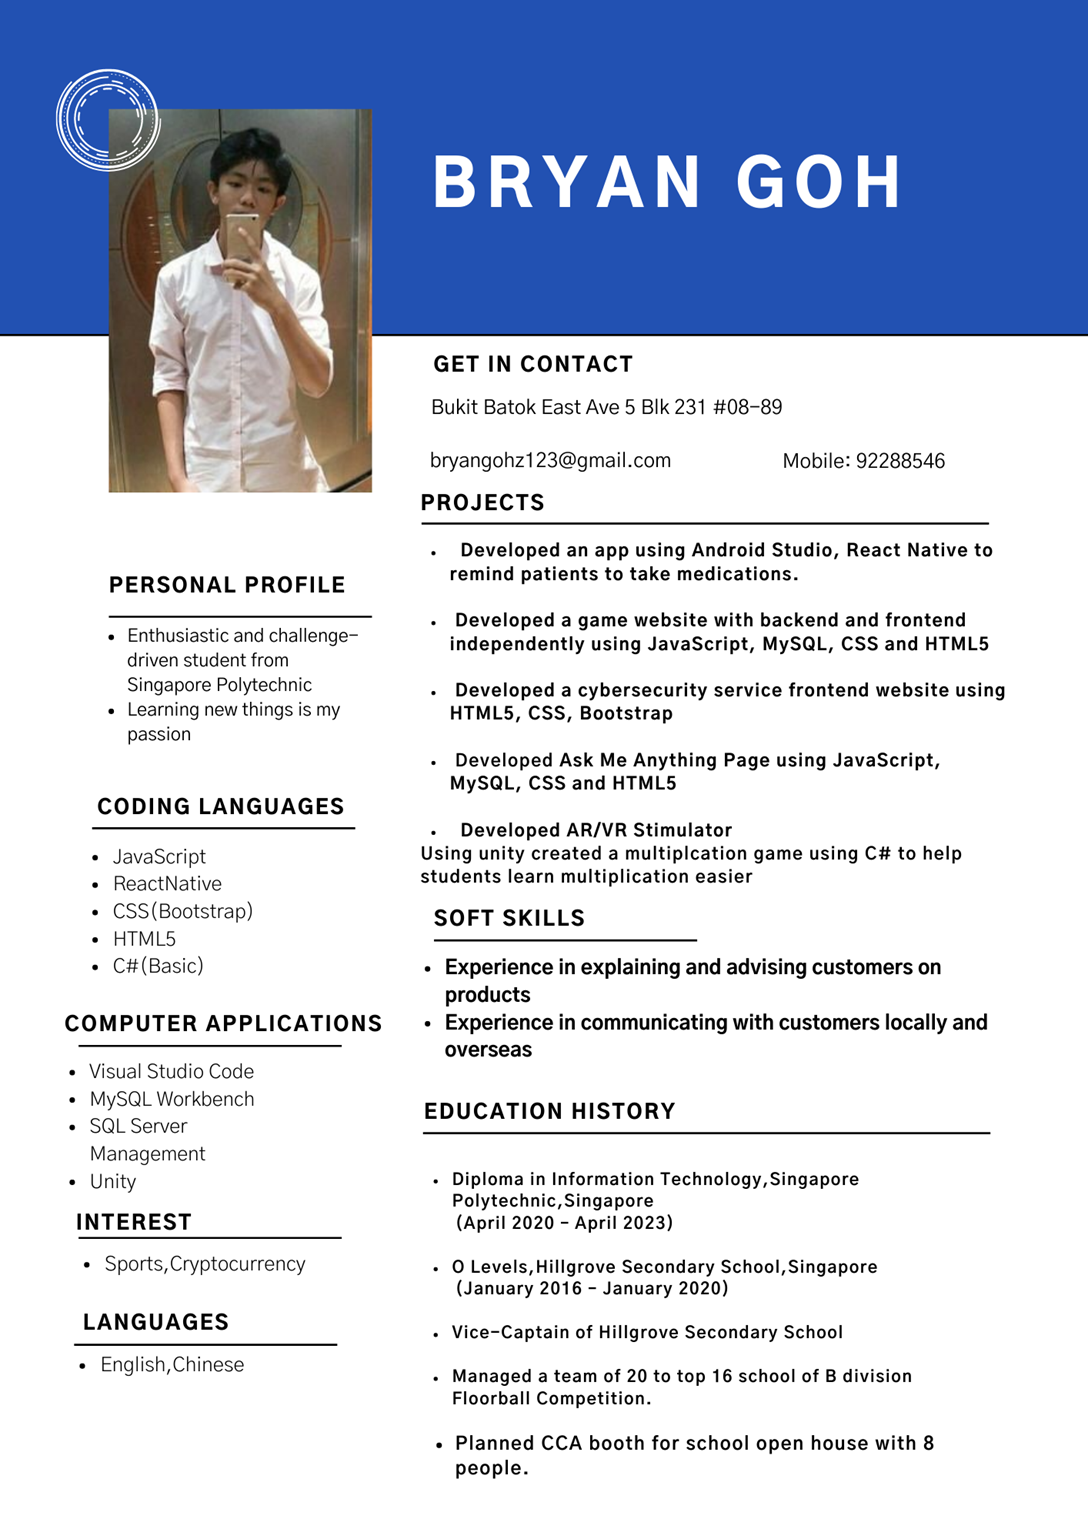 BRYAN GOH
GET IN CONTACT
Bukit Batok East Ave 5 Blk 231 #08-89
bryangohz123@gmail.com Mobile: 92288546
PROJECTS
• Developed an app using Android Studio, React Native to
remind patients to take medications.
• Developed a game website with backend and frontend
independently using JavaScript, MySQL, CSS and HTML5
• Developed a cybersecurity service frontend website using
HTML5, CSS, Bootstrap
• Developed Ask Me Anything Page using JavaScript,
MySQL, CSS and HTML5
• Developed AR/VR Stimulator
Using unity created a multiplcation game using C# to help
students learn multiplication easier
SOFT SKILLS
• Experience in explaining and advising customers on
products
• Experience in communicating with customers locally and
overseas
EDUCATION HISTORY
• Diploma in Information Technology,Singapore
Polytechnic,Singapore
(April 2020 - April 2023)
• O Levels,Hillgrove Secondary School,Singapore
(January 2016 - January 2020)
• Vice-Captain of Hillgrove Secondary School
• Managed a team of 20 to top 16 school of B division
Floorball Competition.
• Planned CCA booth for school open house with 8
people.
PERSONAL PROFILE
• Enthusiastic and challenge-
driven student from
Singapore Polytechnic
• Learning new things is my
passion
CODING LANGUAGES
• JavaScript
• ReactNative
• CSS(Bootstrap)
• HTML5
• C#(Basic)
COMPUTER APPLICATIONS
• Visual Studio Code
• MySQL Workbench
• SQL Server
Management
• Unity
INTEREST
• Sports,Cryptocurrency
LANGUAGES
• English,Chinese